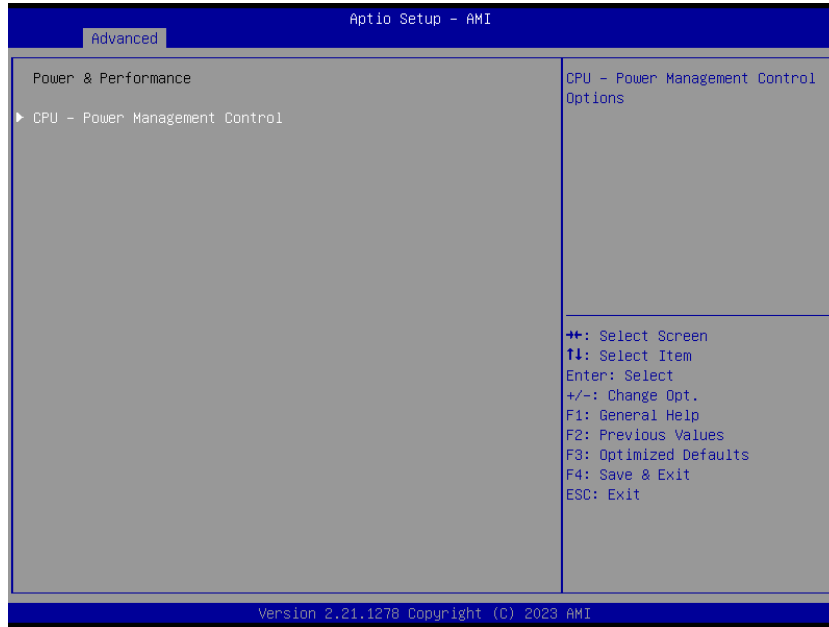 Aptio Setup – AMI
Advanced
Power & Performance
CPU – Power Management Control
CPU – Power Management Control
Options
→←: Select Screen
↑↓: Select Item
Enter: Select
+/–: Change Opt.
F1: General Help
F2: Previous Values
F3: Optimized Defaults
F4: Save & Exit
ESC: Exit
Version 2.21.1278 Copyright (C) 2023 AMI